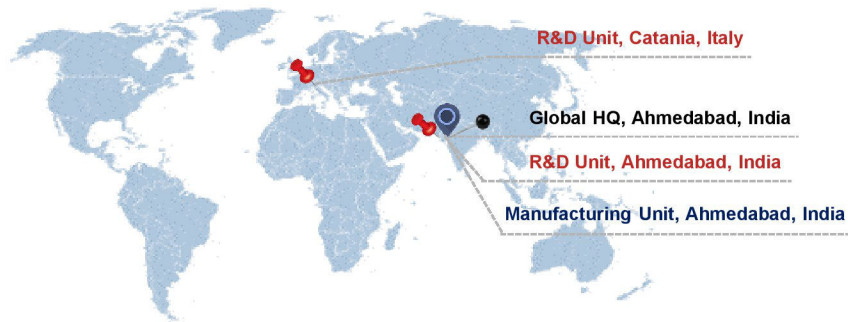 R&D Unit, Catania, Italy
Global HQ, Ahmedabad, India
R&D Unit, Ahmedabad, India
Manufacturing Unit, Ahmedabad, India